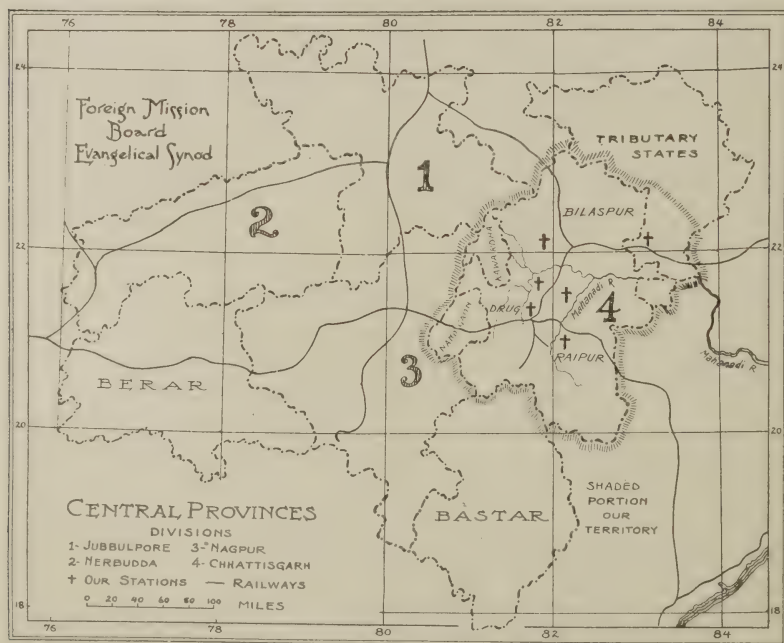 76 78 80 82 84
24 24
Foreign Mission
Board
Evangelical Synod
TRIBUTARY
STATES
1
BILASPUR
2
22 22
KAWARDHA
DRUG
Mahanadi R.
4
RAIPUR
Mahanadi R.
3
BERAR
20 20
CENTRAL PROVINCES
DIVISIONS
1- JUBBULPORE 3- NAGPUR
2- NERBUDDA 4- CHHATTISGARH
✝ OUR STATIONS — RAILWAYS
0 20 40 60 80 100 MILES
BASTAR
SHADED
PORTION
OUR
TERRITORY
18 18
76 78 80 82 84